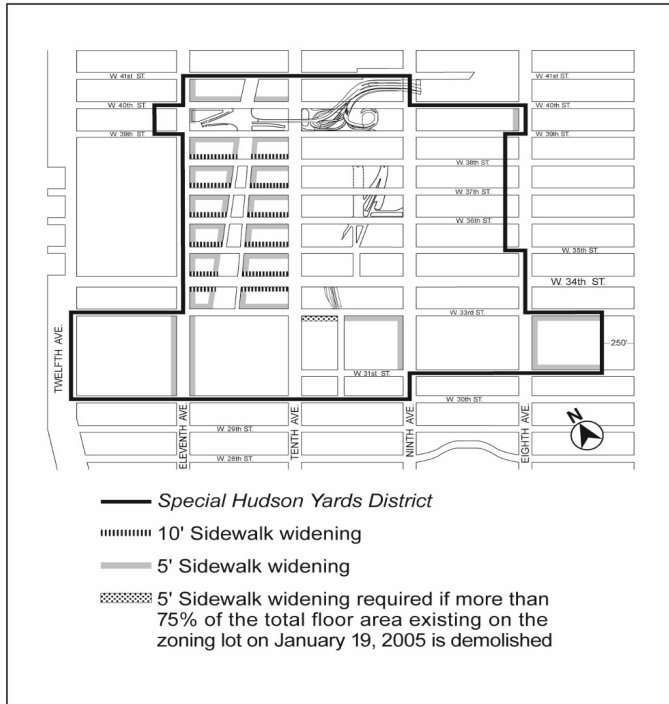 W. 41st ST.
W. 41st ST.
W. 40th ST.
W. 40th ST.
W. 39th ST.
W. 39th ST.
W. 38th ST.
W. 37th ST.
W. 36th ST.
W. 35th ST.
W. 34th ST.
W. 33rd ST.
250'
W. 31st ST.
W. 30th ST.
W. 29th ST.
W. 28th ST.
TWELFTH AVE.
ELEVENTH AVE.
TENTH AVE.
NINTH AVE.
EIGHTH AVE.
N
Special Hudson Yards District
10' Sidewalk widening
5' Sidewalk widening
5' Sidewalk widening required if more than
75% of the total floor area existing on the
zoning lot on January 19, 2005 is demolished